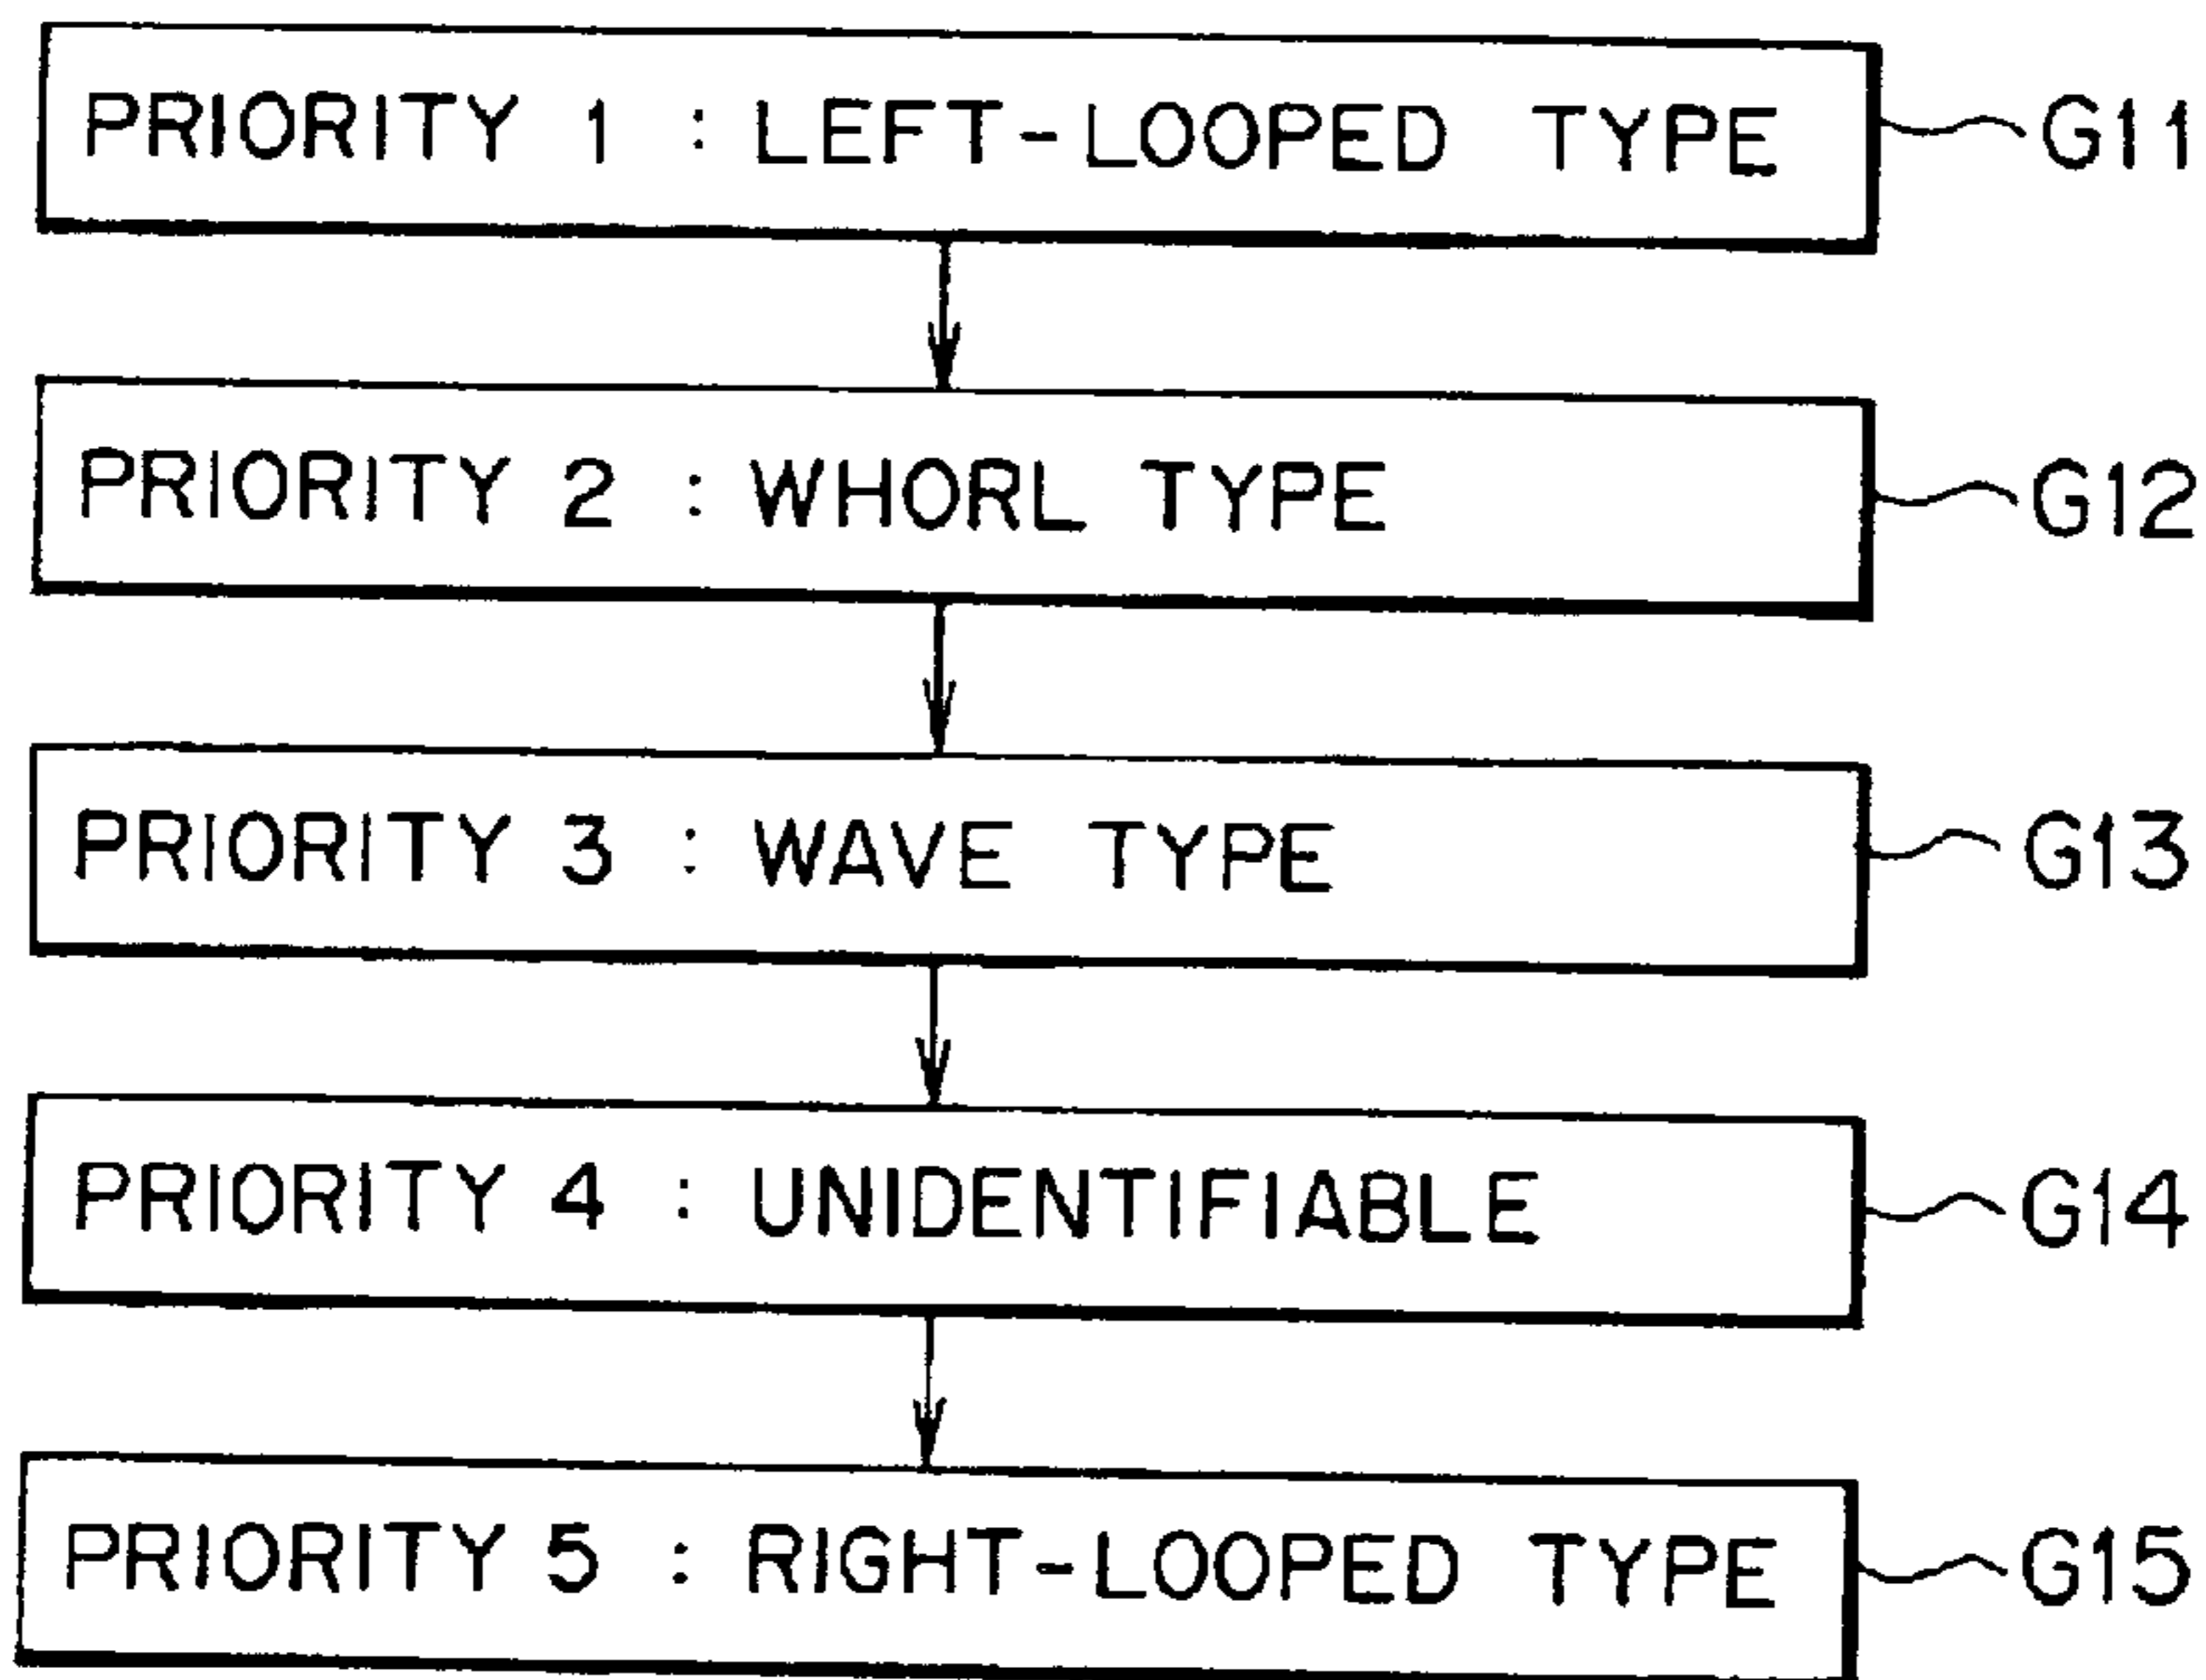 PRIORITY 1 : LEFT-LOOPED TYPE G11
PRIORITY 2 : WHORL TYPE G12
PRIORITY 3 : WAVE TYPE G13
PRIORITY 4 : UNIDENTIFIABLE G14
PRIORITY 5 : RIGHT-LOOPED TYPE G15